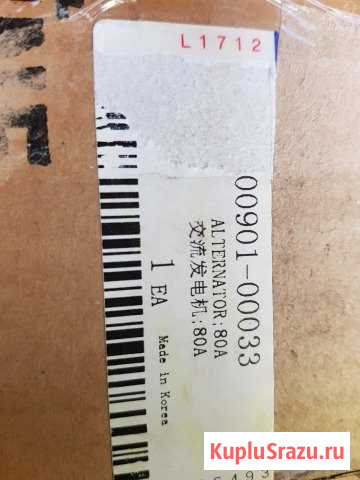 L1712
00901-00033
ALTERNATOR;80A
交流发电机;80A
1 EA Made in Korea
KupluSrazu.ru